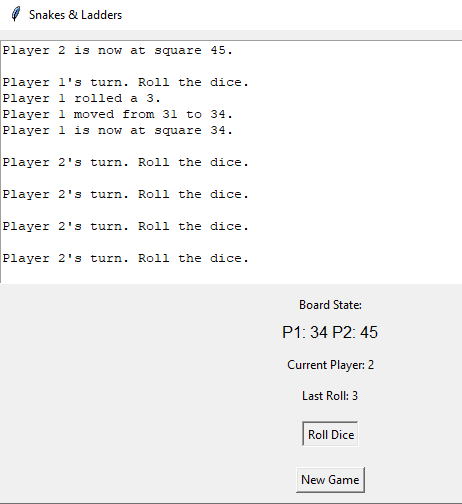 Snakes & Ladders
Player 2 is now at square 45.
Player 1's turn. Roll the dice.
Player 1 rolled a 3.
Player 1 moved from 31 to 34.
Player 1 is now at square 34.
Player 2's turn. Roll the dice.
Player 2's turn. Roll the dice.
Player 2's turn. Roll the dice.
Player 2's turn. Roll the dice.
Board State:
P1: 34 P2: 45
Current Player: 2
Last Roll: 3
Roll Dice
New Game